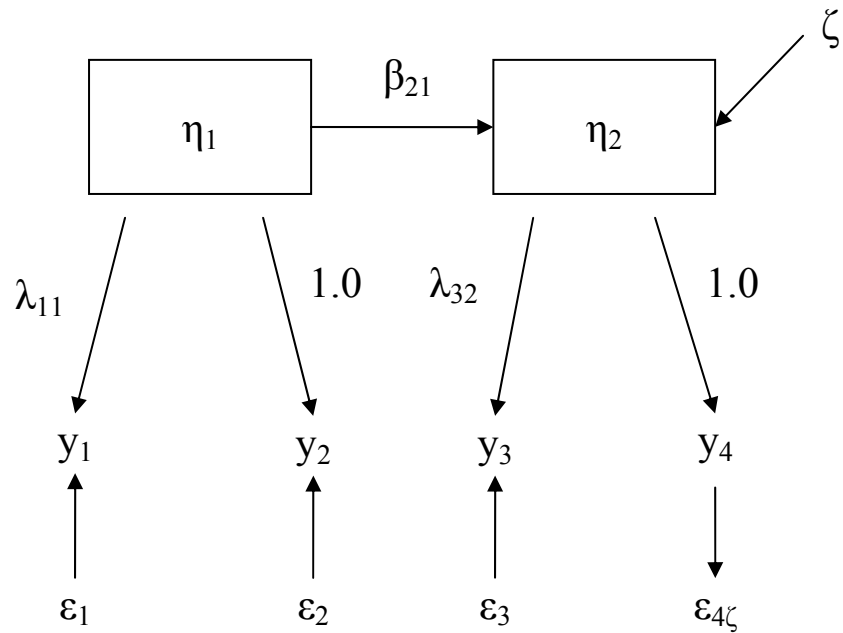 ζ
β₂₁
η₁ η₂
λ₁₁ 1.0 λ₃₂ 1.0
y₁ y₂ y₃ y₄
ε₁ ε₂ ε₃ ε₄ζ